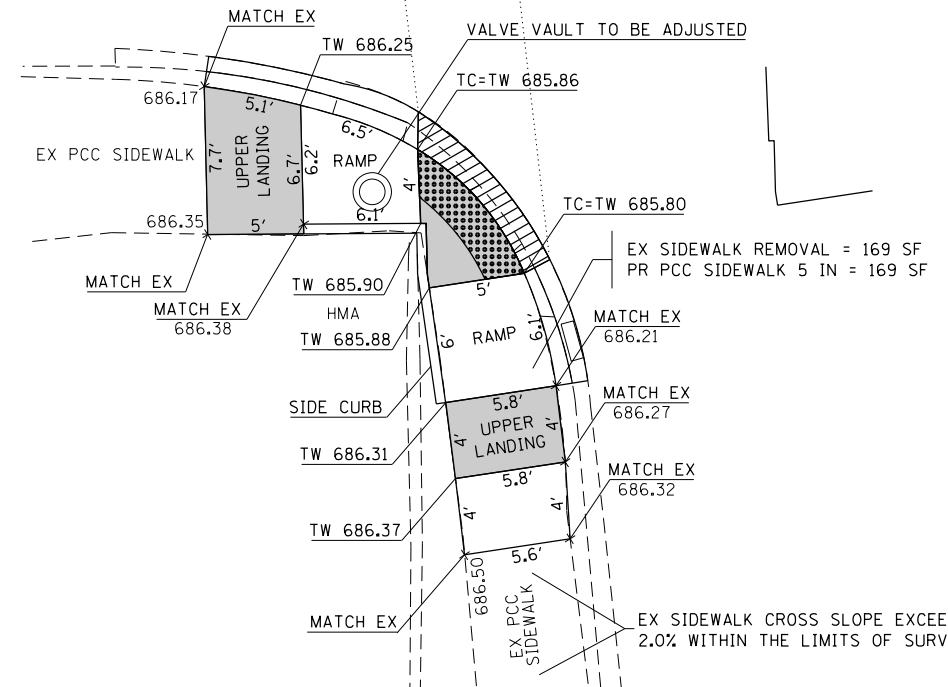 MATCH EX
VALVE VAULT TO BE ADJUSTED
TW 686.25
TC=TW 685.86
686.17
5.1'
6.5'
EX PCC SIDEWALK
7.7'
UPPER
LANDING
6.7'
6.2'
RAMP
4'
6.1'
TC=TW 685.80
686.35
5'
EX SIDEWALK REMOVAL = 169 SF
PR PCC SIDEWALK 5 IN = 169 SF
MATCH EX
TW 685.90
5'
MATCH EX
686.38
HMA
MATCH EX
686.21
TW 685.88
6'
RAMP
6.1'
SIDE CURB
5.8'
MATCH EX
686.27
UPPER
LANDING
4'
4'
TW 686.31
5.8'
MATCH EX
686.32
4'
4'
TW 686.37
5.6'
686.50
MATCH EX
EX PCC
SIDEWALK
EX SIDEWALK CROSS SLOPE EXCEE
2.0% WITHIN THE LIMITS OF SURV